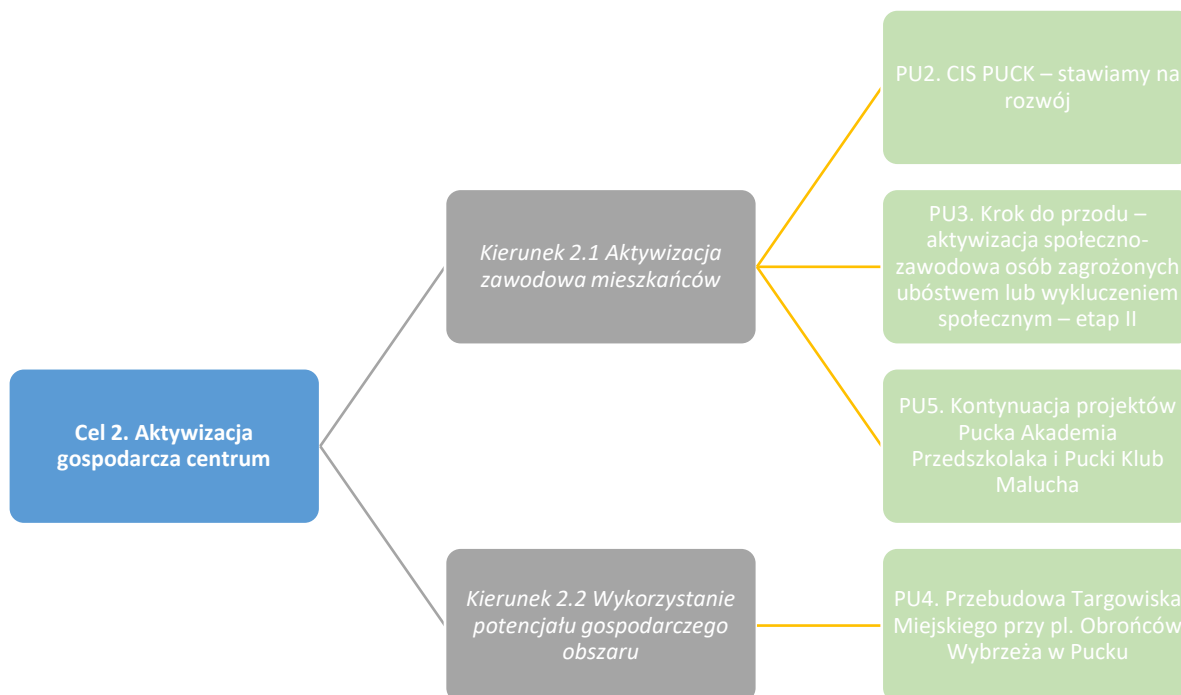 Cel 2. Aktywizacja
gospodarcza centrum
Kierunek 2.1 Aktywizacja
zawodowa mieszkańców
PU2. CIS PUCK – stawiamy na
rozwój
PU3. Krok do przodu –
aktywizacja społeczno-
zawodowa osób zagrożonych
ubóstwem lub wykluczeniem
społecznym – etap II
PU5. Kontynuacja projektów
Pucka Akademia
Przedszkolaka i Pucki Klub
Malucha
Kierunek 2.2 Wykorzystanie
potencjału gospodarczego
obszaru
PU4. Przebudowa Targowiska
Miejskiego przy pl. Obrońców
Wybrzeża w Pucku